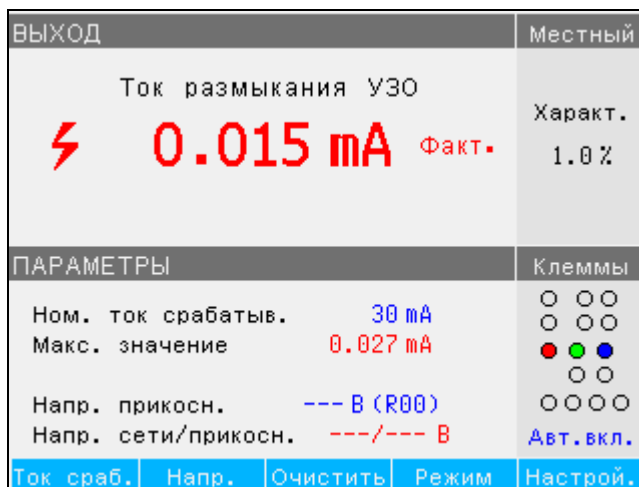 ВЫХОД Местный
Ток размыкания УЗО
0.015 mA Факт.
Характ.
1.0 %
ПАРАМЕТРЫ Клеммы
Ном. ток срабатыв. 30 mA
Макс. значение 0.027 mA
Напр. прикосн. --- В (R00)
Напр. сети/прикосн. ---/--- В
Авт.вкл.
Ток сраб. Напр. Очистить Режим Настрой.